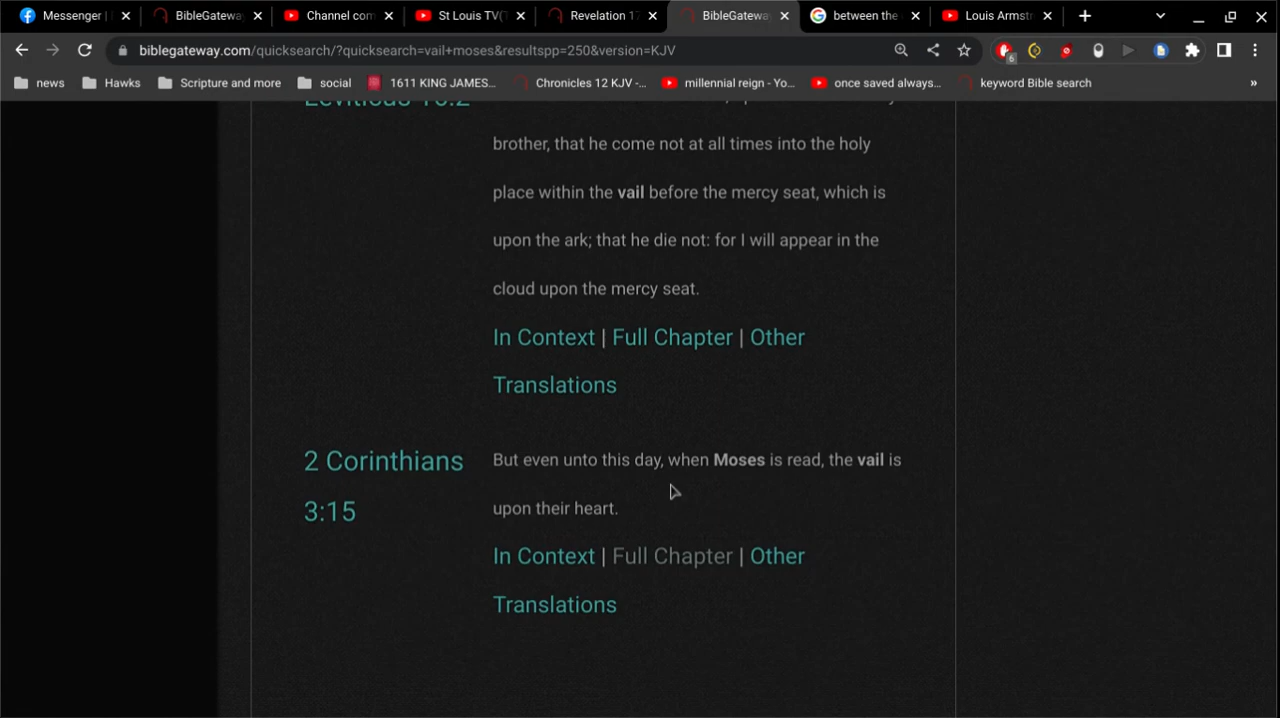 Messenger |
BibleGateway
Channel com
St Louis TV(
Revelation 17
BibleGateway
between the
Louis Armstr
biblegateway.com/quicksearch/?quicksearch=vail+moses&resultspp=250&version=KJV
6
news
Hawks
Scripture and more
social
1611 KING JAMES...
Chronicles 12 KJV -...
millennial reign - Yo...
once saved always...
keyword Bible search
»
brother, that he come not at all times into the holy
place within the vail before the mercy seat, which is
upon the ark; that he die not: for I will appear in the
cloud upon the mercy seat.
In Context | Full Chapter | Other
Translations
2 Corinthians
3:15
But even unto this day, when Moses is read, the vail is
upon their heart.
In Context | Full Chapter | Other
Translations